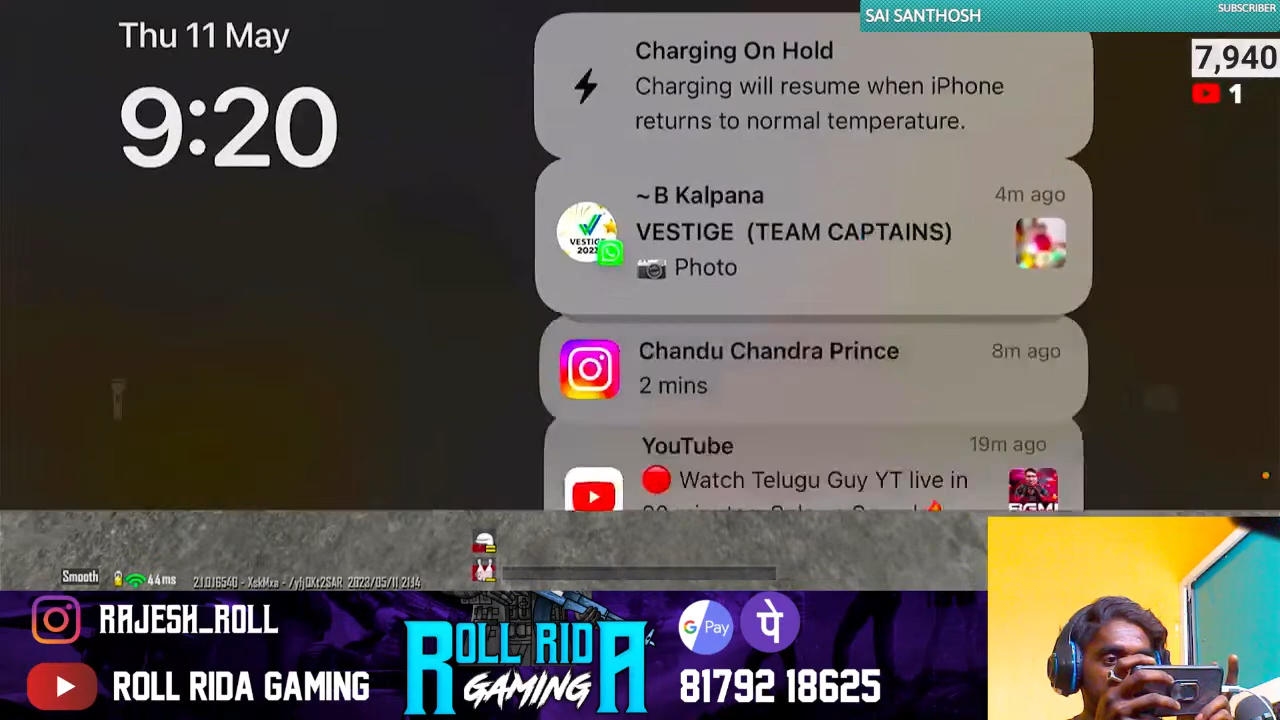 Thu 11 May
9:20
SAI SANTHOSH
SUBSCRIBER
7,940
1
Charging On Hold
Charging will resume when iPhone
returns to normal temperature.
~ B Kalpana
4m ago
VESTIGE (TEAM CAPTAINS)
📷 Photo
VESTIGE
Chandu Chandra Prince
8m ago
2 mins
YouTube
19m ago
🔴 Watch Telugu Guy YT live in
Smooth
44ms
RAJESH_ROLL
ROLL RIDA GAMING
ROLL RIDA
GAMING
G Pay
पे
81792 18625